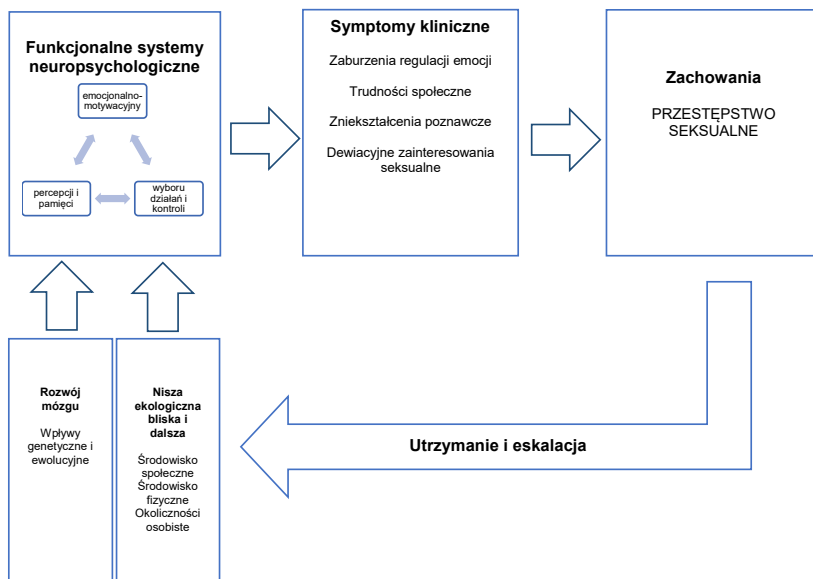 Funkcjonalne systemy
neuropsychologiczne
emocjonalno-
motywacyjny
percepcji i
pamięci
wyboru
działań i
kontroli
Symptomy kliniczne
Zaburzenia regulacji emocji
Trudności społeczne
Zniekształcenia poznawcze
Dewiacyjne zainteresowania
seksualne
Zachowania
PRZESTĘPSTWO
SEKSUALNE
Rozwój
mózgu
Wpływy
genetyczne i
ewolucyjne
Nisza
ekologiczna
bliska i
dalsza
Środowisko
społeczne
Środowisko
fizyczne
Okoliczności
osobiste
Utrzymanie i eskalacja